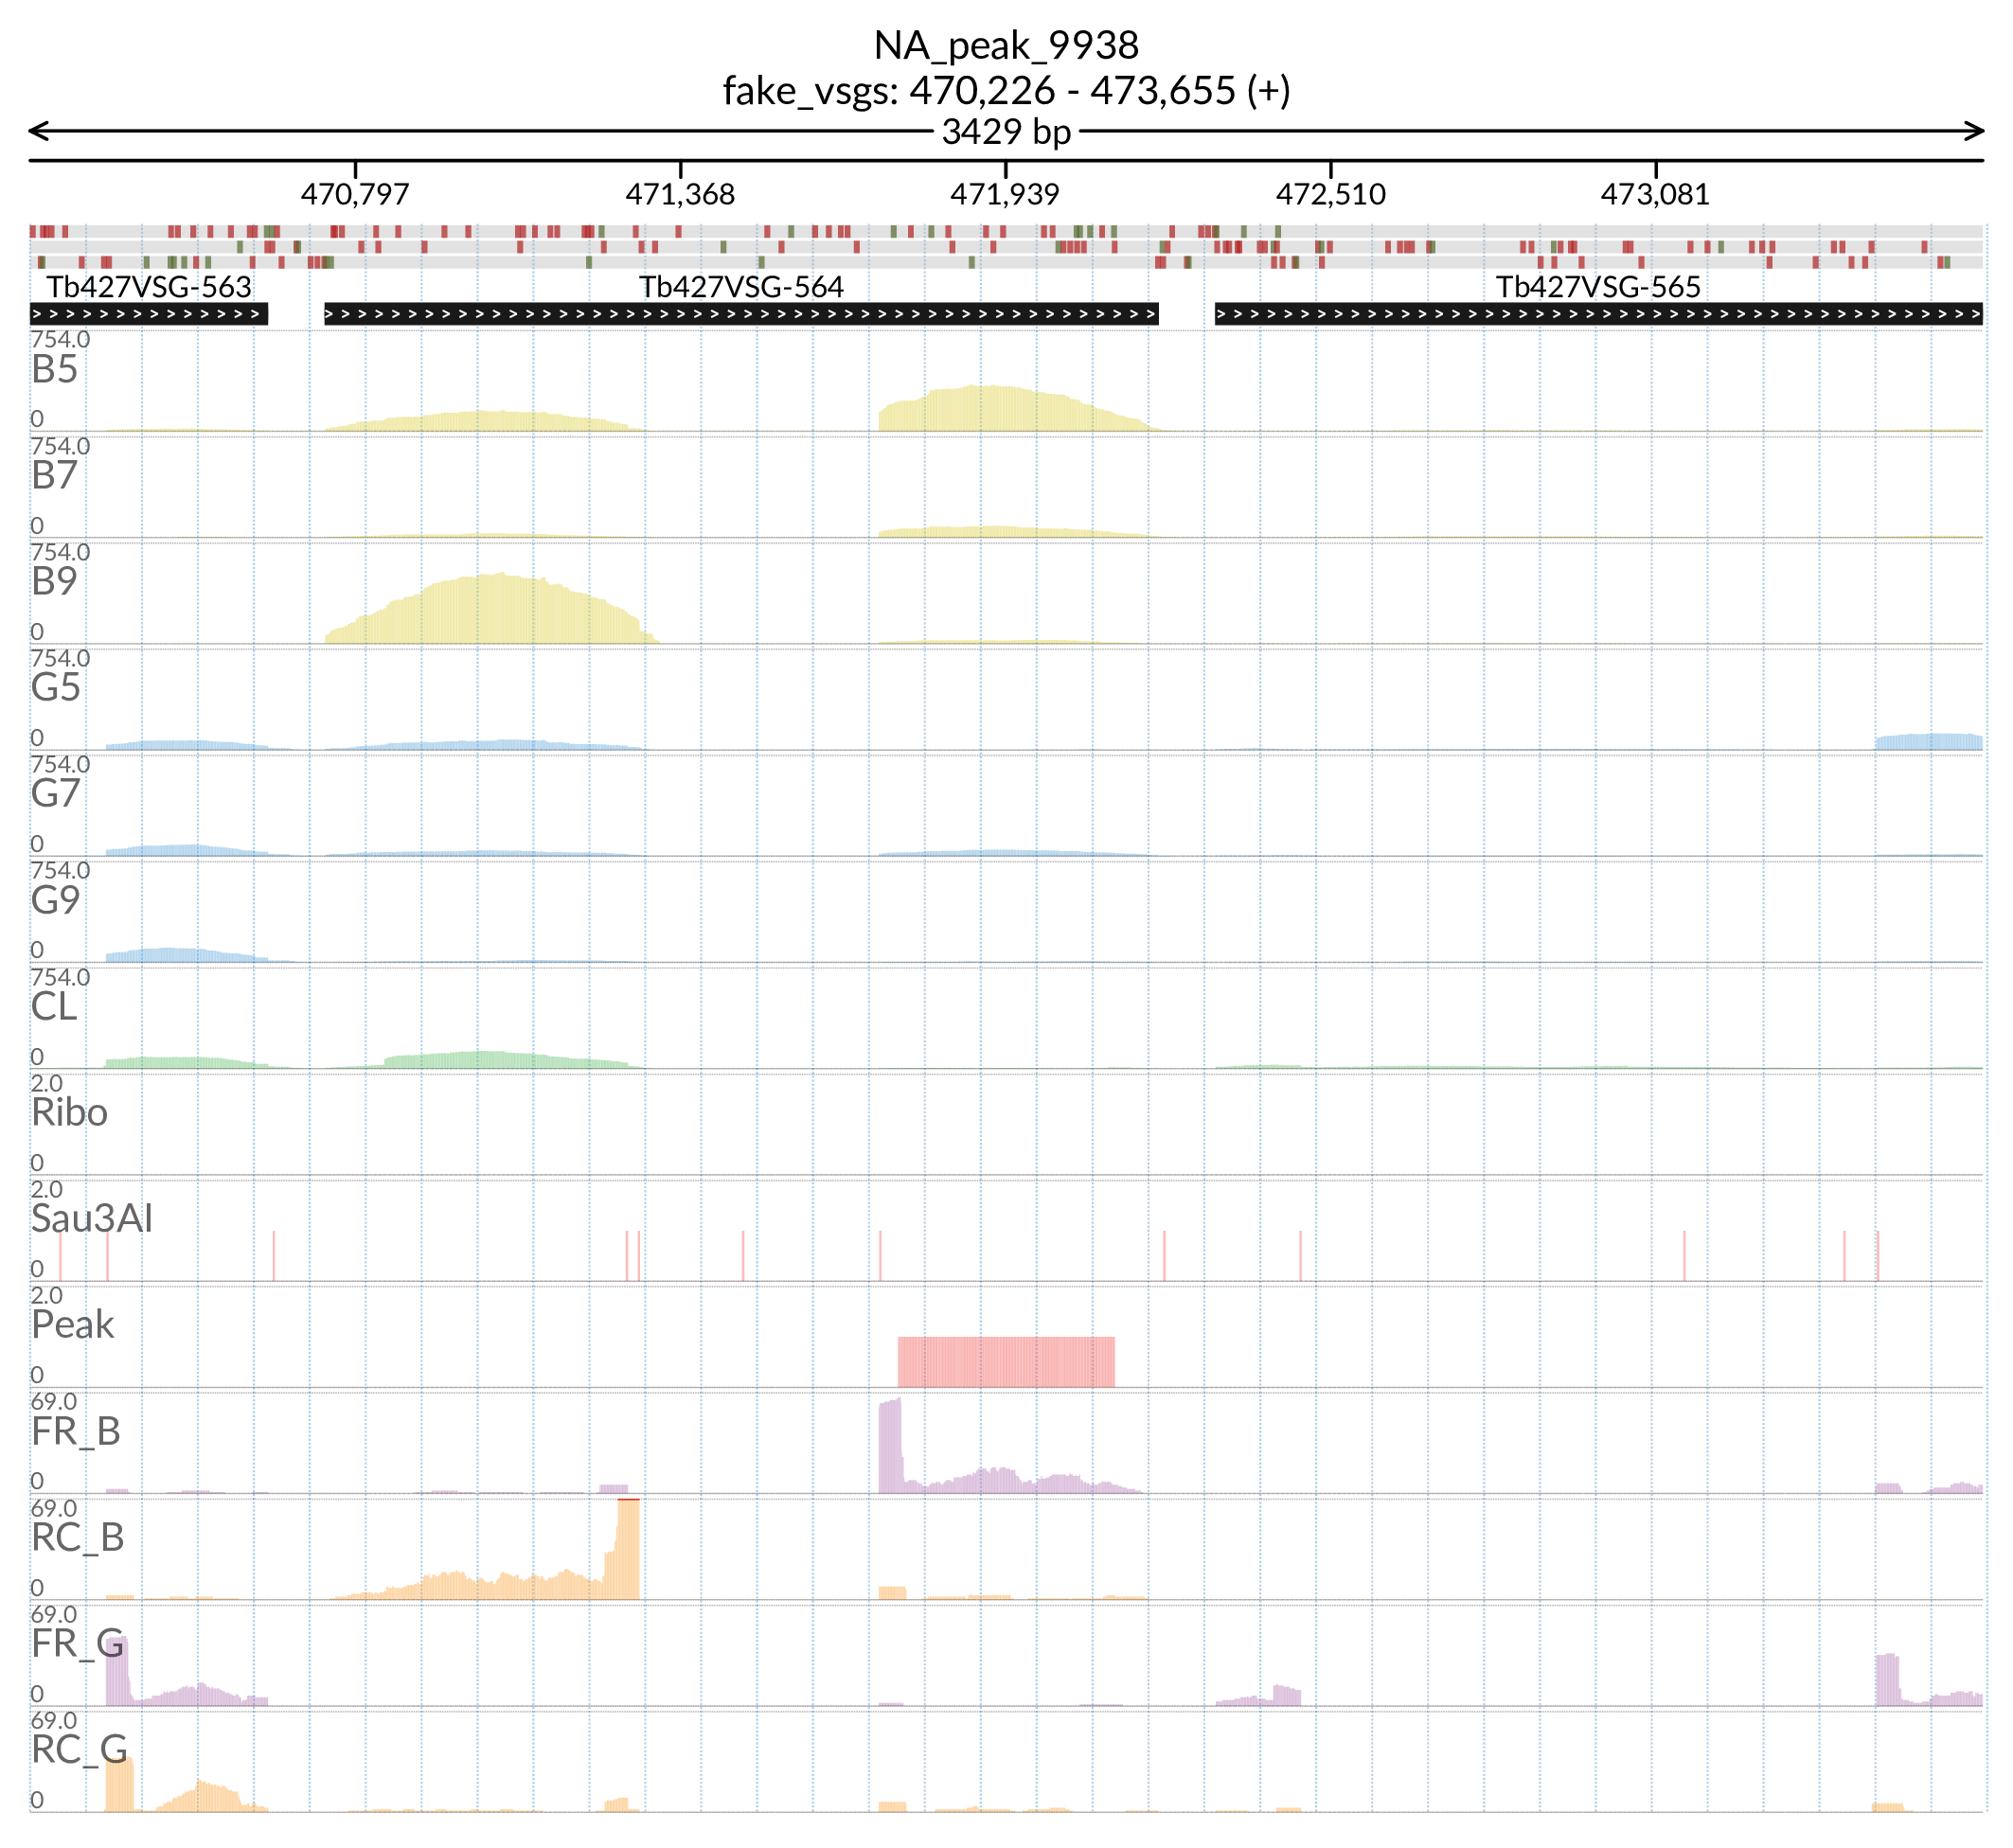 NA_peak_9938
fake_vsgs: 470,226 - 473,655 (+)
3429 bp
470,797 471,368 471,939 472,510 473,081
Tb427VSG-563 Tb427VSG-564 Tb427VSG-565
754.0
B5
0
754.0
B7
0
754.0
B9
0
754.0
G5
0
754.0
G7
0
754.0
G9
0
754.0
CL
0
2.0
Ribo
0
2.0
Sau3AI
0
2.0
Peak
0
69.0
FR_B
0
69.0
RC_B
0
69.0
FR_G
0
69.0
RC_G
0